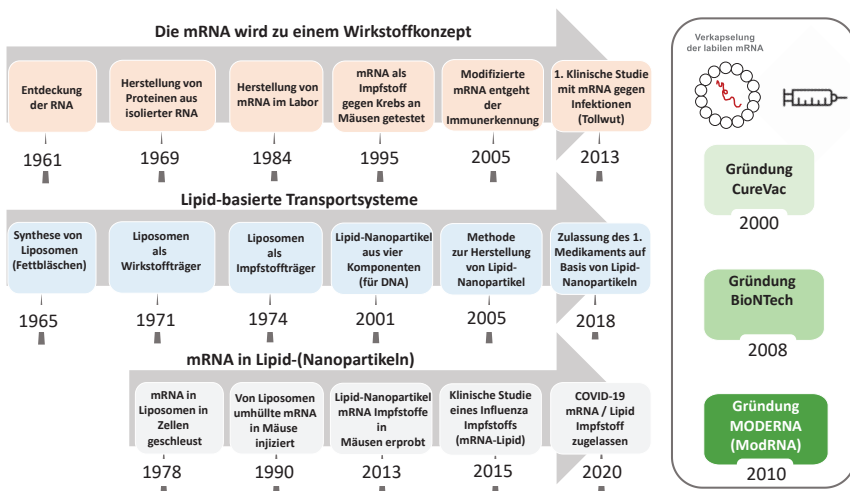 Die mRNA wird zu einem Wirkstoffkonzept
Entdeckung
der RNA
1961
Herstellung von
Proteinen aus
isolierter RNA
1969
Herstellung von
mRNA im Labor
1984
mRNA als
Impfstoff
gegen Krebs an
Mäusen getestet
1995
Modifizierte
mRNA entgeht
der
Immunerkennung
2005
1. Klinische Studie
mit mRNA gegen
Infektionen
(Tollwut)
2013
Lipid-basierte Transportsysteme
Synthese von
Liposomen
(Fettbläschen)
1965
Liposomen
als
Wirkstoffträger
1971
Liposomen
als
Impfstoffträger
1974
Lipid-Nanopartikel
aus vier
Komponenten
(für DNA)
2001
Methode
zur Herstellung
von Lipid-
Nanopartikel
2005
Zulassung des 1.
Medikaments auf
Basis von Lipid-
Nanopartikeln
2018
mRNA in Lipid-(Nanopartikeln)
mRNA in
Liposomen in
Zellen
geschleust
1978
Von Liposomen
umhüllte mRNA
in Mäuse
injiziert
1990
Lipid-Nanopartikel
mRNA Impfstoffe
in
Mäusen erprobt
2013
Klinische Studie
eines Influenza
Impfstoffs
(mRNA-Lipid)
2015
COVID-19
mRNA / Lipid
Impfstoff
zugelassen
2020
Verkapselung
der labilen mRNA
Gründung
CureVac
2000
Gründung
BioNTech
2008
Gründung
MODERNA
(ModRNA)
2010